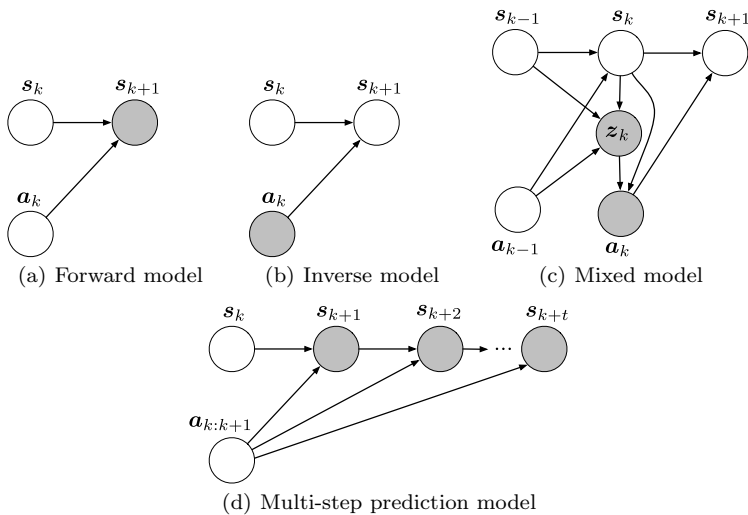 s_{k-1} s_k s_{k+1}
s_k s_{k+1} s_k s_{k+1}
z_k
a_k a_k
a_{k-1} a_k
(a) Forward model (b) Inverse model (c) Mixed model
s_k s_{k+1} s_{k+2} s_{k+t}
...
a_{k:k+1}
(d) Multi-step prediction model